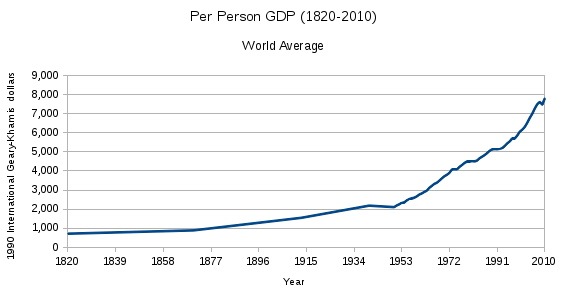 Per Person GDP (1820-2010)
World Average
1990 International Geary-Khamis dollars
9,000
8,000
7,000
6,000
5,000
4,000
3,000
2,000
1,000
0
1820 1839 1858 1877 1896 1915 1934 1953 1972 1991 2010
Year